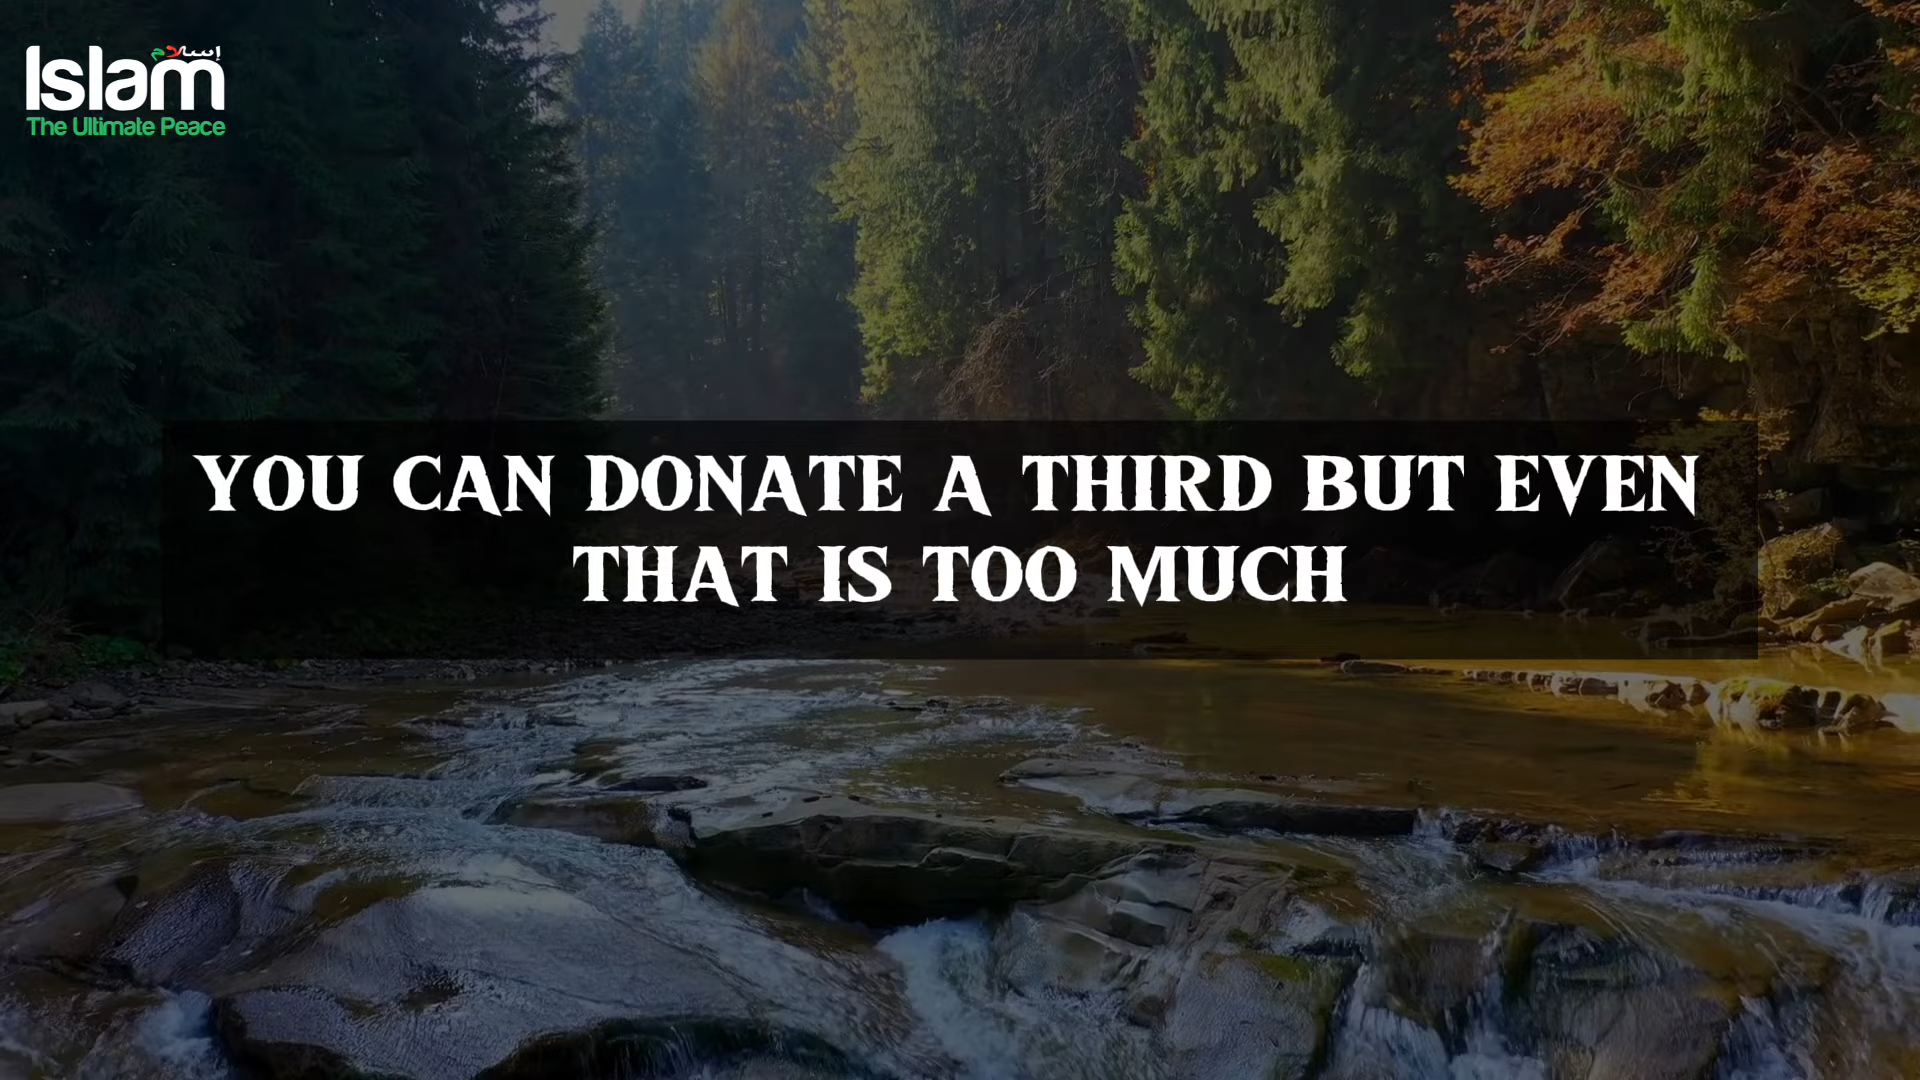 إسلام
Islam
The Ultimate Peace
YOU CAN DONATE A THIRD BUT EVEN
THAT IS TOO MUCH